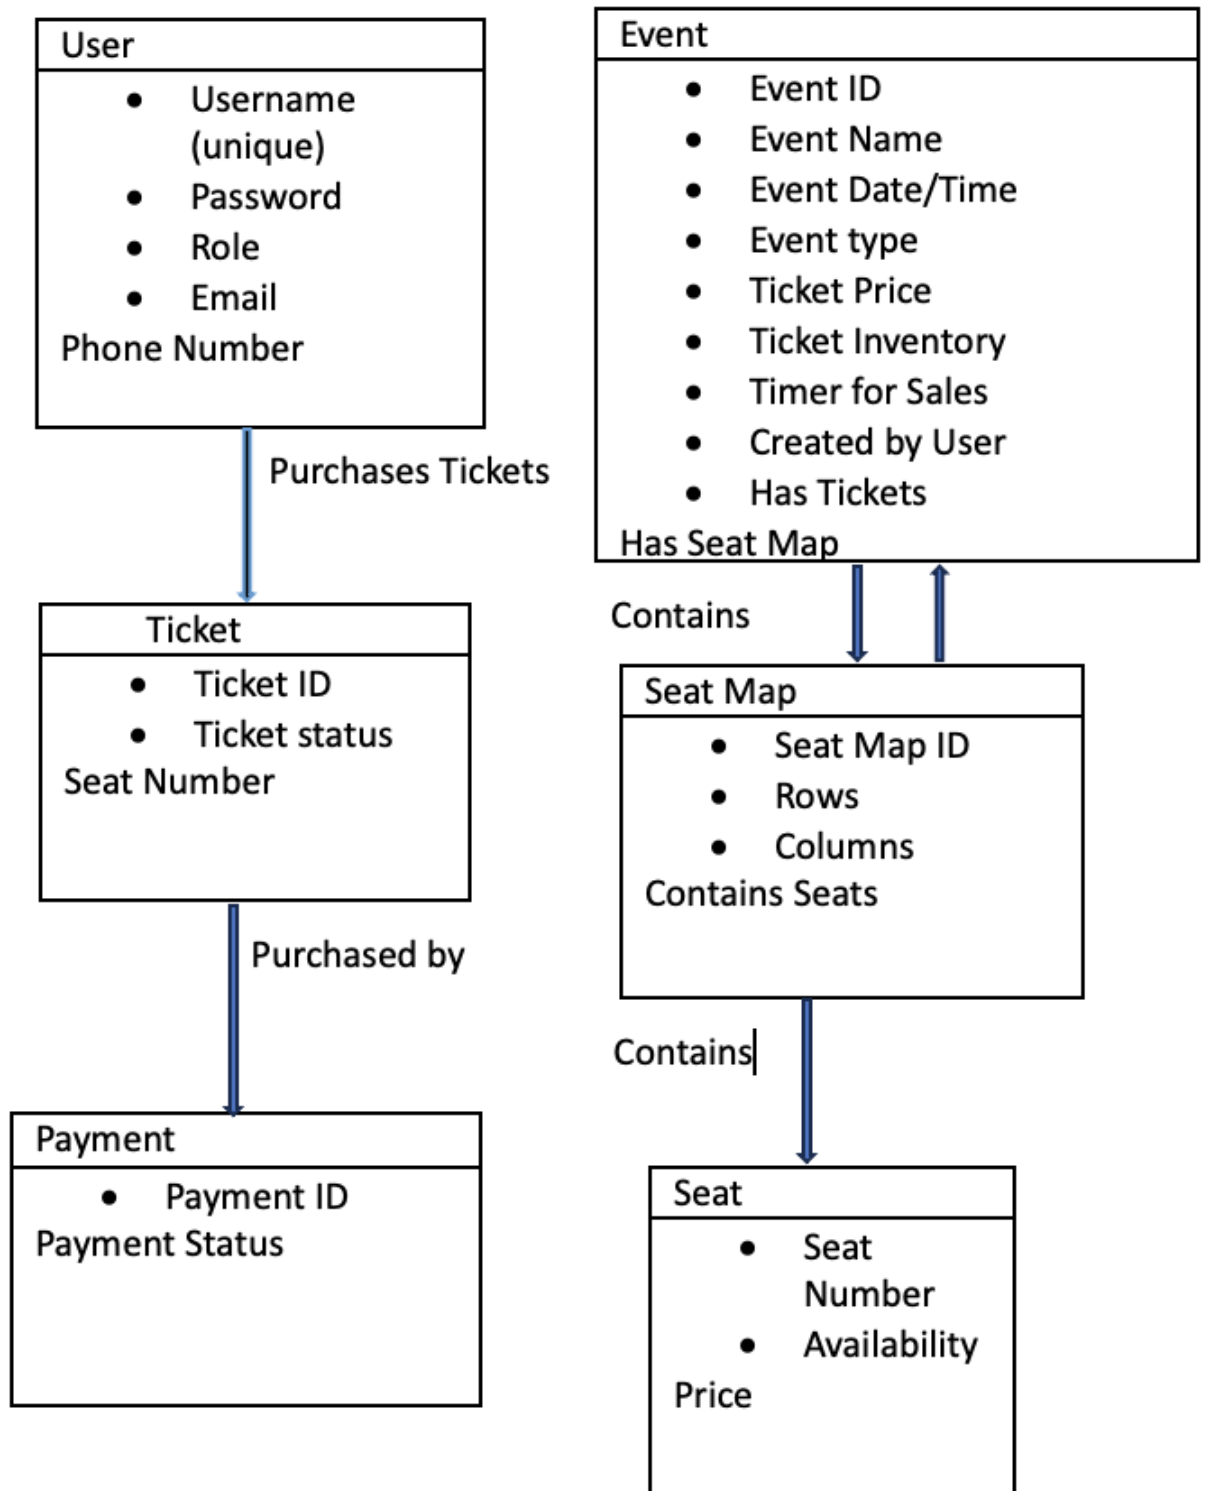 User
Username
(unique)
Password
Role
Email
Phone Number
Purchases Tickets
Ticket
Ticket ID
Ticket status
Seat Number
Purchased by
Payment
Payment ID
Payment Status
Event
Event ID
Event Name
Event Date/Time
Event type
Ticket Price
Ticket Inventory
Timer for Sales
Created by User
Has Tickets
Has Seat Map
Contains
Seat Map
Seat Map ID
Rows
Columns
Contains Seats
Contains
Seat
Seat
Number
Availability
Price